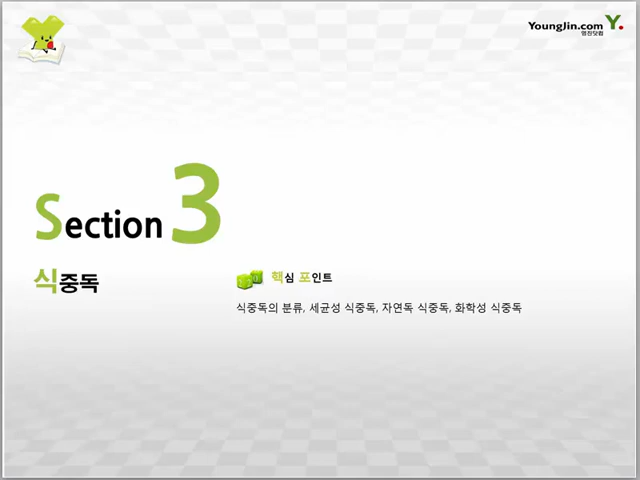 YoungJin.com Y.
영진닷컴
Section 3
식중독
핵심 포인트
식중독의 분류, 세균성 식중독, 자연독 식중독, 화학성 식중독